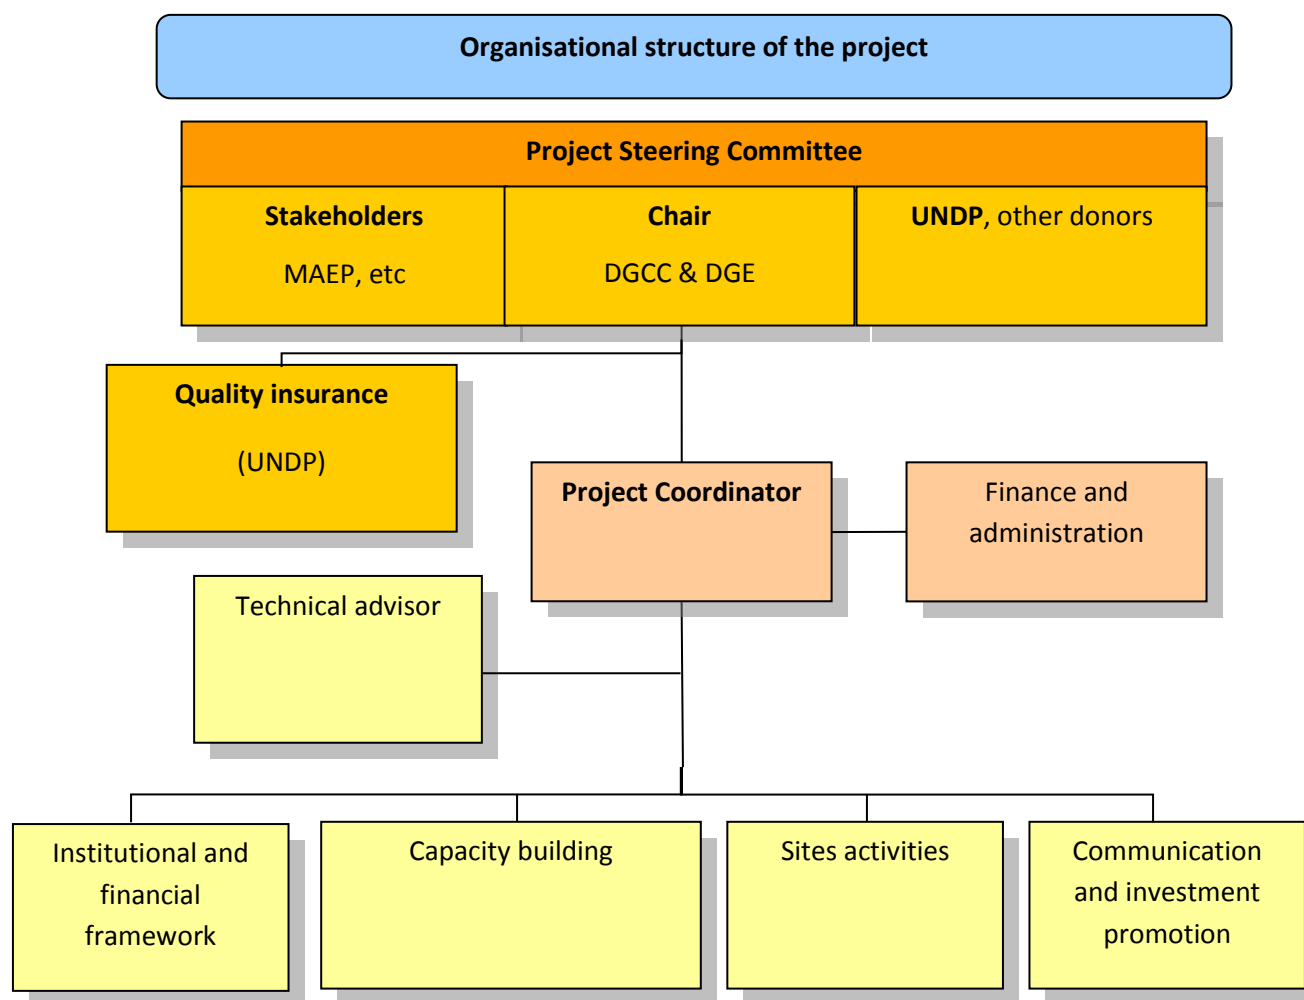 Organisational structure of the project
Project Steering Committee
Stakeholders
MAEP, etc
Chair
DGCC & DGE
UNDP, other donors
Quality insurance
(UNDP)
Project Coordinator
Finance and
administration
Technical advisor
Institutional and
financial
framework
Capacity building
Sites activities
Communication
and investment
promotion